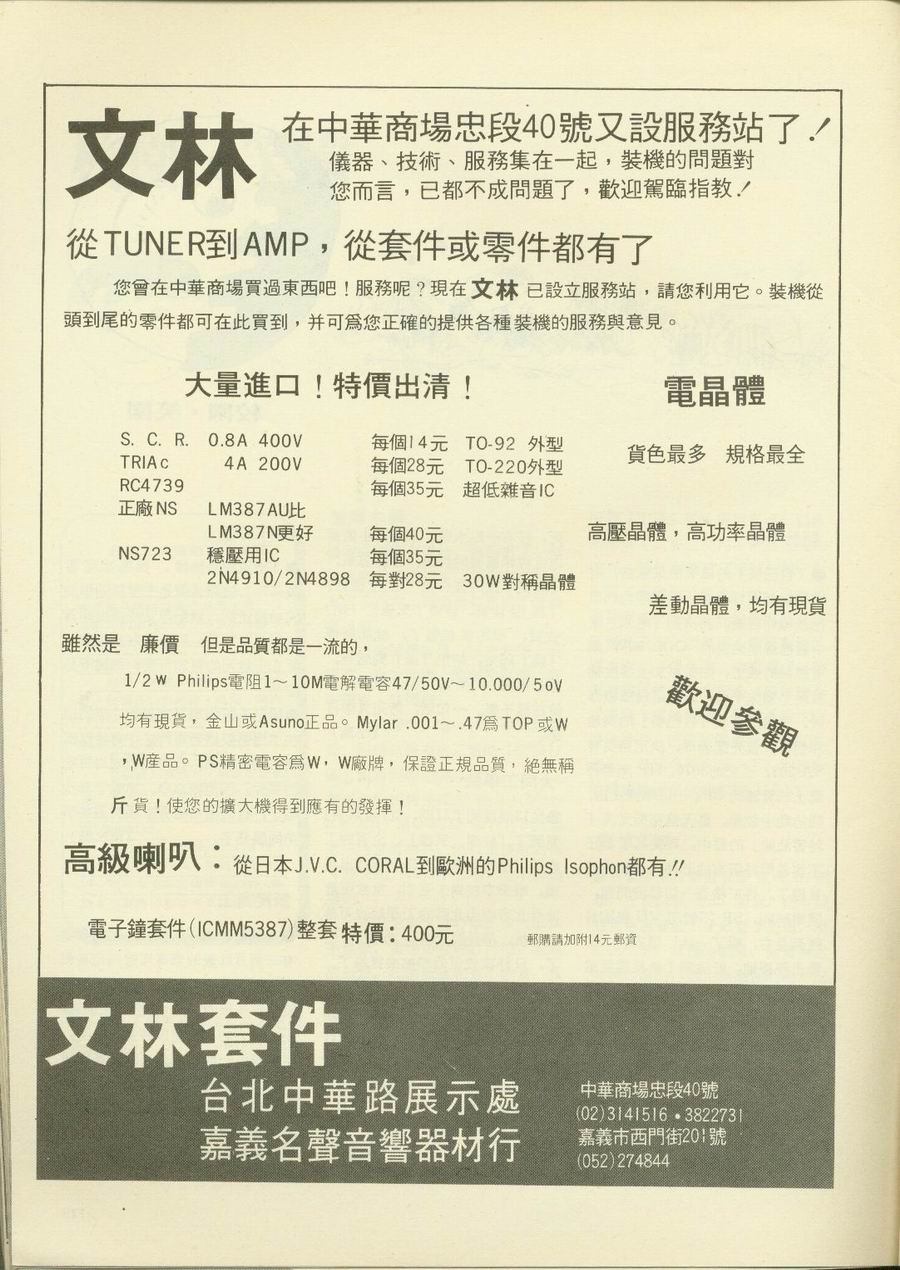 文林 在中華商場忠段40號又設服務站了！
儀器、技術、服務集在一起，裝機的問題對
您而言，已都不成問題了，歡迎駕臨指教！
從TUNER到AMP，從套件或零件都有了
您曾在中華商場買過東西吧！服務呢？現在文林已設立服務站，請您利用它。裝機從
頭到尾的零件都可在此買到，并可爲您正確的提供各種裝機的服務與意見。
大量進口！特價出清！
S. C. R. 0.8A 400V 每個14元 TO-92 外型
TRIAc 4A 200V 每個28元 TO-220外型
RC4739 每個35元 超低雜音IC
正廠NS LM387AU比
LM387N更好 每個40元
NS723 穩壓用IC 每個35元
2N4910/2N4898 每對28元 30W對稱晶體
電晶體
貨色最多 規格最全
高壓晶體，高功率晶體
差動晶體，均有現貨
雖然是 廉價 但是品質都是一流的，
1/2W Philips電阻1～10M電解電容47/50V～10.000/50V
均有現貨，金山或Asuno正品。Mylar .001～.47爲TOP或W
，W產品。PS精密電容爲W，W廠牌，保證正規品質，絕無稱
斤貨！使您的擴大機得到應有的發揮！
歡迎參觀
高級喇叭：從日本J.V.C. CORAL到歐洲的Philips Isophon都有!!
電子鐘套件(ICMM5387)整套特價：400元 郵購請加附14元郵資
文林套件
台北中華路展示處
嘉義名聲音響器材行
中華商場忠段40號
(02)3141516•3822731
嘉義市西門街201號
(052)274844